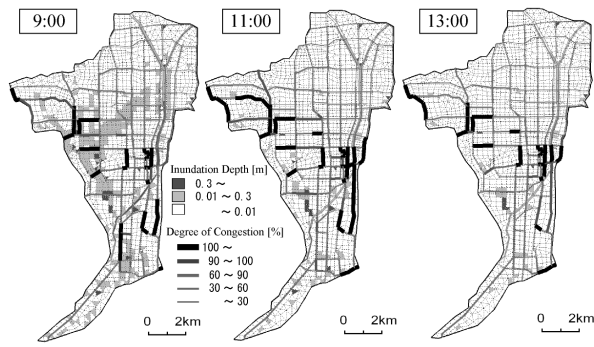 9:00
11:00
13:00
Inundation Depth [m]
0.3 ～
0.01 ～ 0.3
～ 0.01
Degree of Congestion [%]
100 ～
90 ～ 100
60 ～ 90
30 ～ 60
～ 30
0 2km
0 2km
0 2km